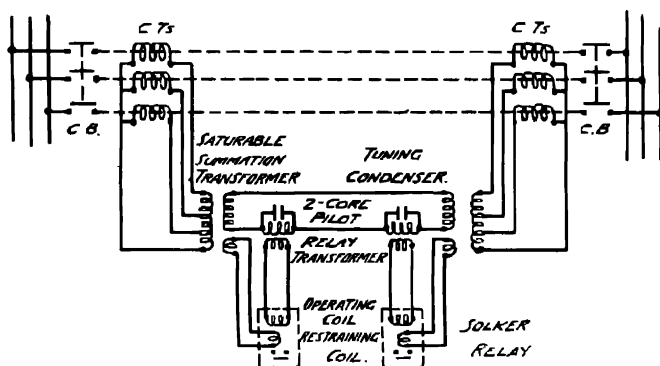 C Ts
C Ts
C.B.
C.B
SATURABLE
SUMMATION
TRANSFORMER
TUNING
CONDENSER.
2-CORE
PILOT
RELAY
TRANSFORMER
OPERATING
COIL
RESTRAINING
COIL.
SOLKER
RELAY